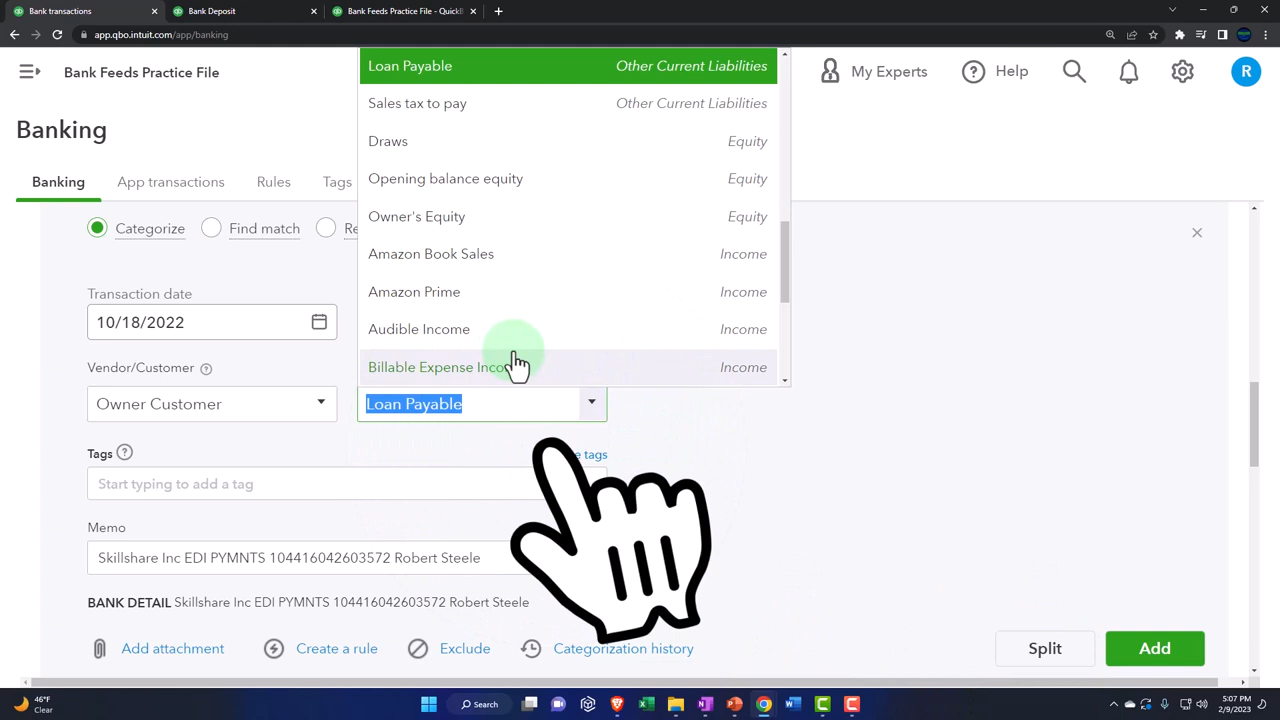 Bank transactions
Bank Deposit
Bank Feeds Practice File - QuickB
app.qbo.intuit.com/app/banking
Bank Feeds Practice File
My Experts
Help
R
Banking
Banking
App transactions
Rules
Tags
Loan Payable Other Current Liabilities
Sales tax to pay Other Current Liabilities
Draws Equity
Opening balance equity Equity
Owner's Equity Equity
Amazon Book Sales Income
Amazon Prime Income
Audible Income Income
Billable Expense Inco Income
Categorize
Find match
Re
Transaction date
10/18/2022
Vendor/Customer
Owner Customer
Loan Payable
Tags
tags
Start typing to add a tag
Memo
Skillshare Inc EDI PYMNTS 104416042603572 Robert Steele
BANK DETAIL Skillshare Inc EDI PYMNTS 104416042603572 Robert Steele
Add attachment
Create a rule
Exclude
Categorization history
Split
Add
46°F
Clear
Search
5:07 PM
2/9/2023